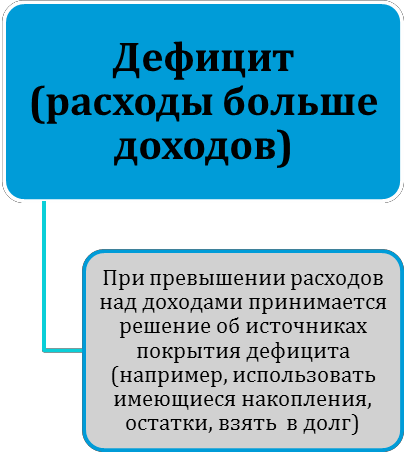 Дефицит
(расходы больше
доходов)
При превышении расходов
над доходами принимается
решение об источниках
покрытия дефицита
(например, использовать
имеющиеся накопления,
остатки, взять  в долг)